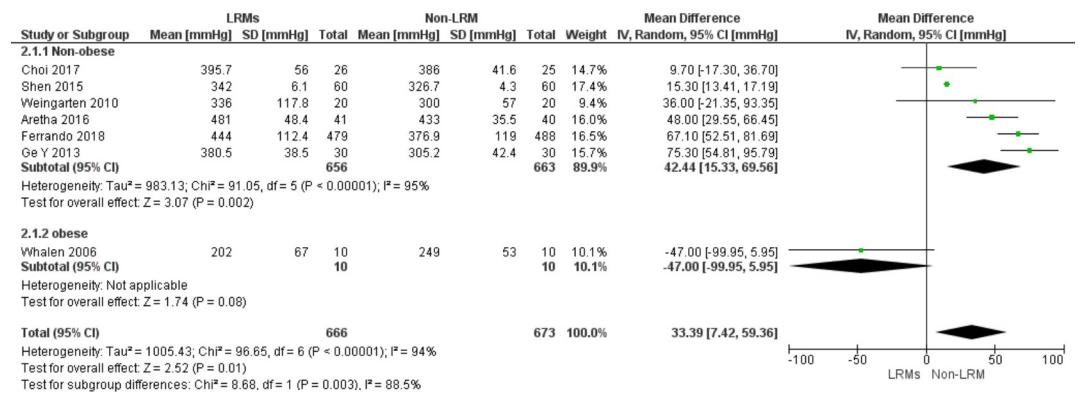 LRMs Non-LRM Mean Difference Mean Difference
Study or Subgroup Mean [mmHg] SD [mmHg] Total Mean [mmHg] SD [mmHg] Total Weight IV, Random, 95% CI [mmHg] IV, Random, 95% CI [mmHg]
2.1.1 Non-obese
Choi 2017 395.7 56 26 386 41.6 25 14.7% 9.70 [-17.30, 36.70]
Shen 2015 342 6.1 60 326.7 4.3 60 17.4% 15.30 [13.41, 17.19]
Weingarten 2010 336 117.8 20 300 57 20 9.4% 36.00 [-21.35, 93.35]
Aretha 2016 481 48.4 41 433 35.5 40 16.0% 48.00 [29.55, 66.45]
Ferrando 2018 444 112.4 479 376.9 119 488 16.5% 67.10 [52.51, 81.69]
Ge Y 2013 380.5 38.5 30 305.2 42.4 30 15.7% 75.30 [54.81, 95.79]
Subtotal (95% CI) 656 663 89.9% 42.44 [15.33, 69.56]
Heterogeneity: Tau² = 983.13; Chi² = 91.05, df = 5 (P < 0.00001); I² = 95%
Test for overall effect: Z = 3.07 (P = 0.002)
2.1.2 obese
Whalen 2006 202 67 10 249 53 10 10.1% -47.00 [-99.95, 5.95]
Subtotal (95% CI) 10 10 10.1% -47.00 [-99.95, 5.95]
Heterogeneity: Not applicable
Test for overall effect: Z = 1.74 (P = 0.08)
Total (95% CI) 666 673 100.0% 33.39 [7.42, 59.36]
Heterogeneity: Tau² = 1005.43; Chi² = 96.65, df = 6 (P < 0.00001); I² = 94%
Test for overall effect: Z = 2.52 (P = 0.01)
Test for subgroup differences: Chi² = 8.68, df = 1 (P = 0.003), I² = 88.5%
-100 -50 0 50 100
LRMs Non-LRM